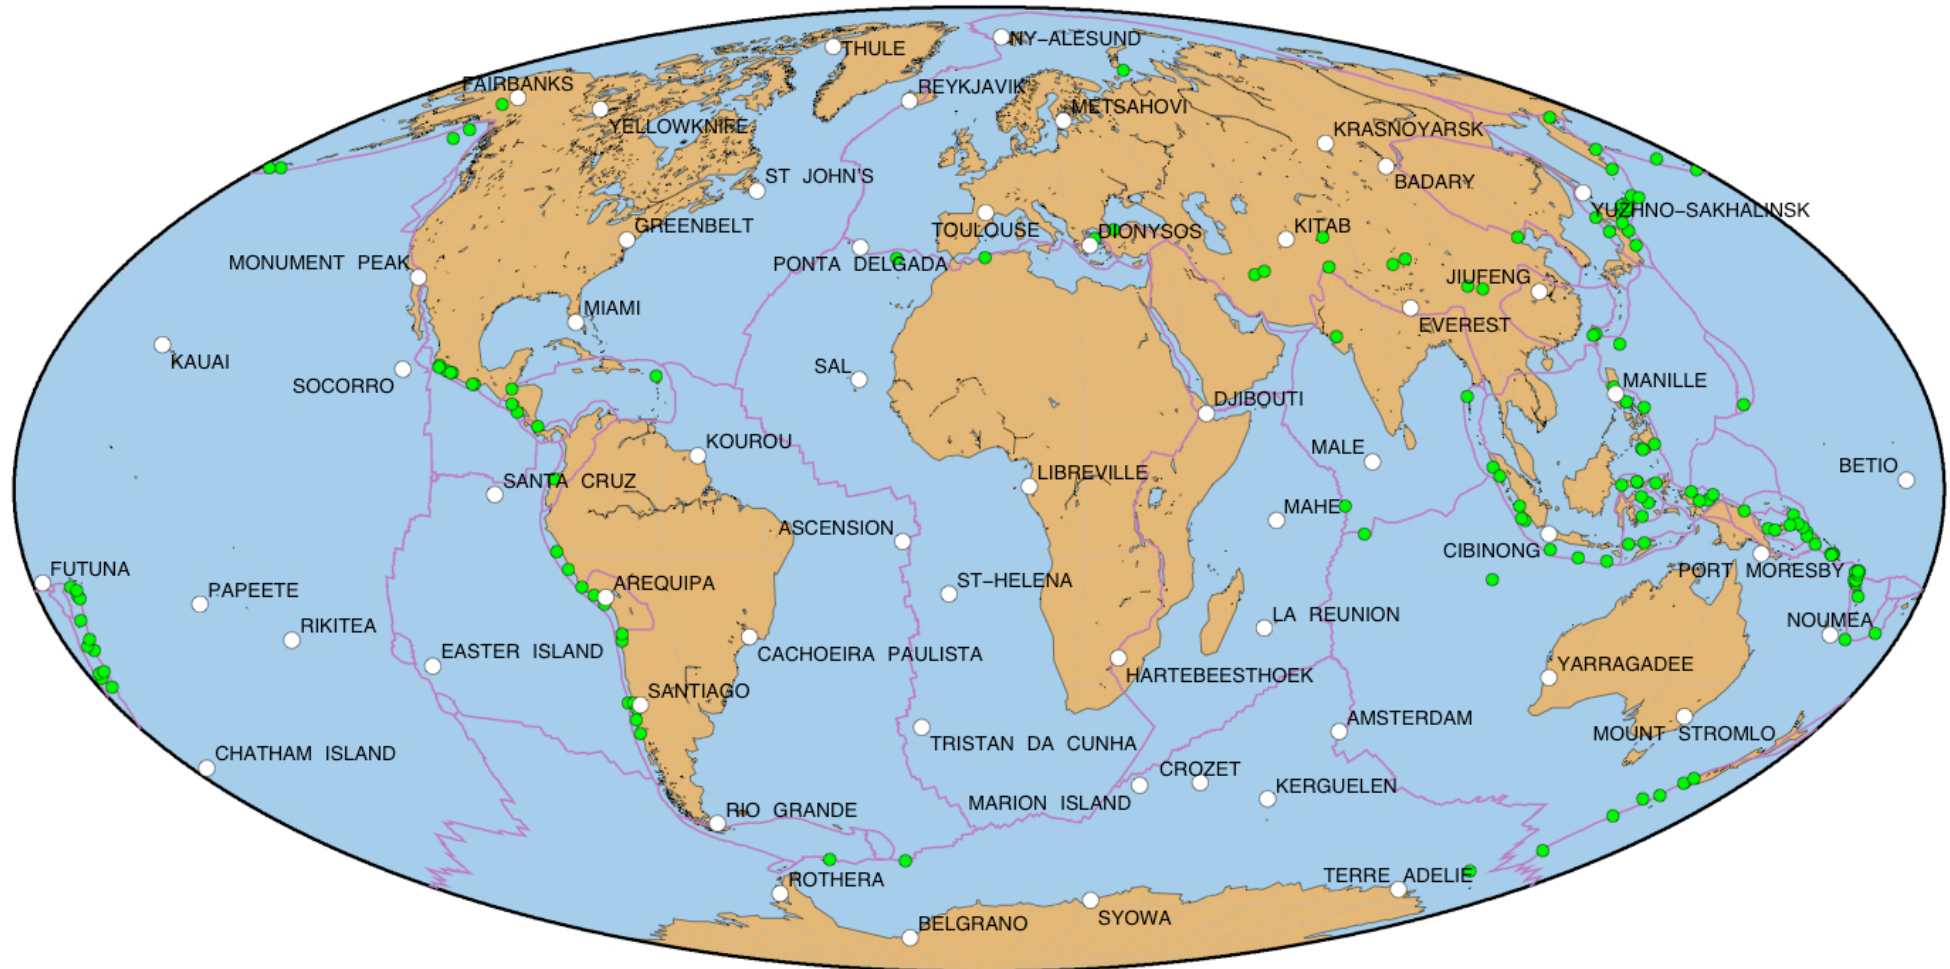 THULE
NY-ALESUND
FAIRBANKS
REYKJAVIK
METSAHOVI
YELLOWKNIFE
KRASNOYARSK
ST JOHN'S
BADARY
YUZHNO-SAKHALINSK
GREENBELT
TOULOUSE
DIONYSOS
KITAB
MONUMENT PEAK
PONTA DELGADA
JIUFENG
MIAMI
EVEREST
KAUAI
SOCORRO
SAL
MANILLE
DJIBOUTI
KOUROU
MALE
LIBREVILLE
BETIO
SANTA CRUZ
ASCENSION
MAHE
CIBINONG
FUTUNA
PAPEETE
AREQUIPA
ST-HELENA
PORT MORESBY
RIKITEA
LA REUNION
NOUMEA
EASTER ISLAND
CACHOEIRA PAULISTA
HARTEBEESTHOEK
YARRAGADEE
SANTIAGO
AMSTERDAM
CHATHAM ISLAND
TRISTAN DA CUNHA
MOUNT STROMLO
CROZET
MARION ISLAND
KERGUELEN
RIO GRANDE
ROTHERA
TERRE ADELIE
BELGRANO
SYOWA